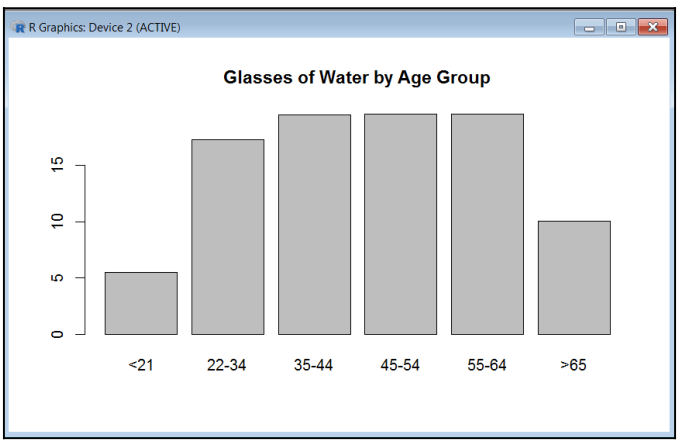 R Graphics: Device 2 (ACTIVE)
Glasses of Water by Age Group
15
10
5
0
<21 22-34 35-44 45-54 55-64 >65